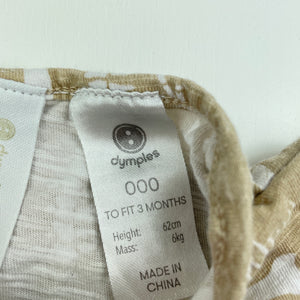 dymples
000
TO FIT 3 MONTHS
Height: 62cm
Mass: 6kg
MADE IN
CHINA